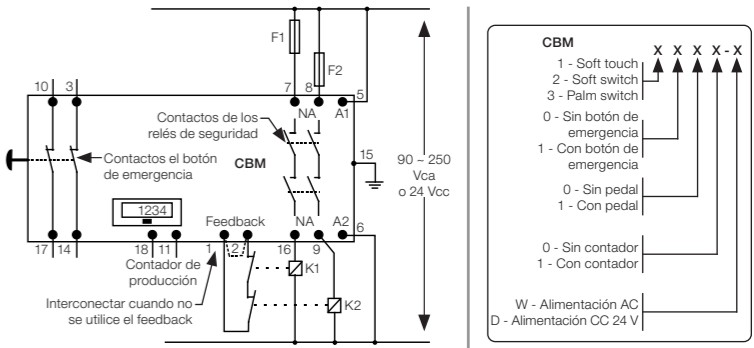 F1
F2
10
3
7
8
5
NA
A1
Contactos de los
relés de seguridad
Contactos el botón
de emergencia
CBM
15
90 ~ 250
Vca
o 24 Vcc
1234
Feedback
NA
A2
6
17
14
18
11
1
2
16
9
Contador de
producción
K1
Interconectar cuando no
se utilice el feedback
K2
CBM
X X X X - X
1 - Soft touch
2 - Soft switch
3 - Palm switch
0 - Sin botón de
emergencia
1 - Con botón de
emergencia
0 - Sin pedal
1 - Con pedal
0 - Sin contador
1 - Con contador
W - Alimentación AC
D - Alimentación CC 24 V